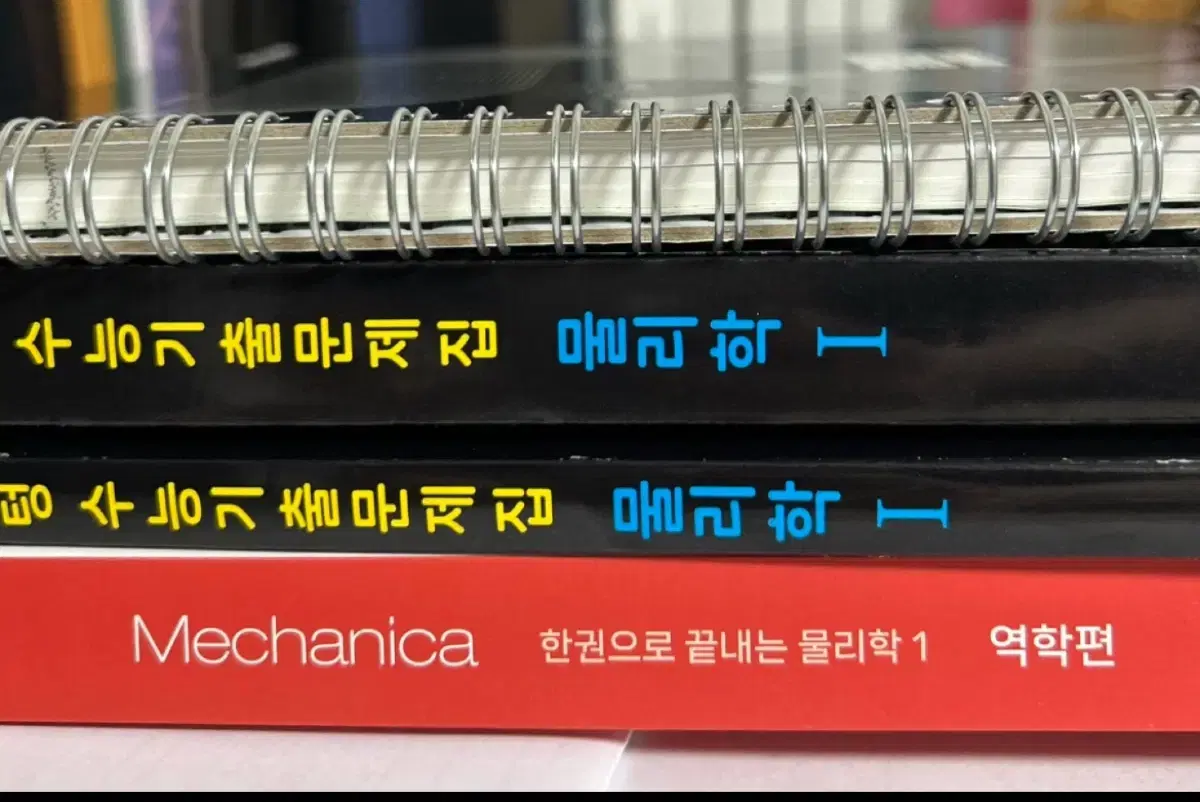 수능기출문제집 물리학 I
텅 수능기출문제집 물리학 I
Mechanica 한권으로 끝내는 물리학 1 역학편